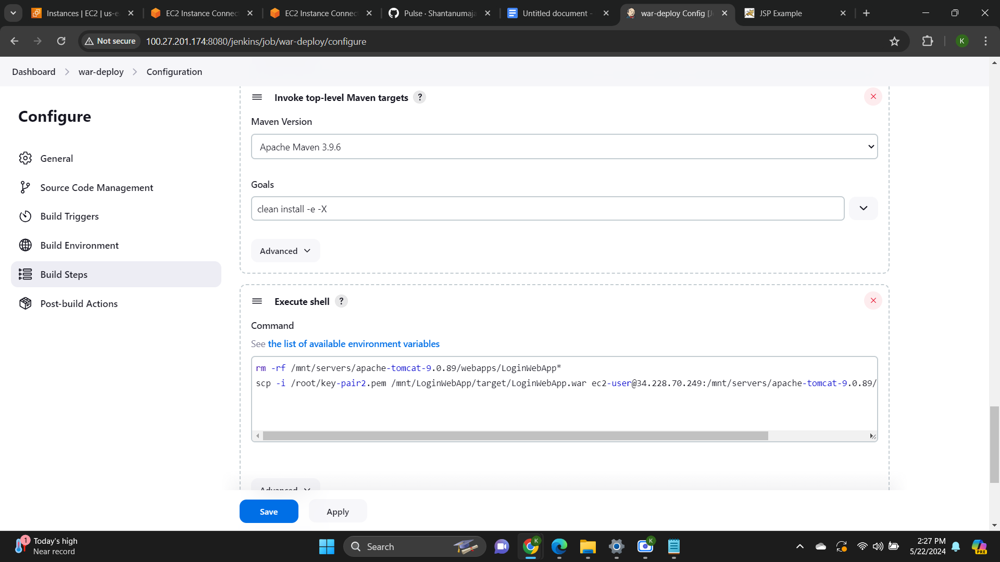 Instances | EC2 | us-e
EC2 Instance Connec
EC2 Instance Connec
Pulse · Shantanumaja
Untitled document -
war-deploy Config [J
JSP Example
Not secure
100.27.201.174:8080/jenkins/job/war-deploy/configure
K
Dashboard
war-deploy
Configuration
Configure
General
Source Code Management
Build Triggers
Build Environment
Build Steps
Post-build Actions
Invoke top-level Maven targets ?
Maven Version
Apache Maven 3.9.6
Goals
clean install -e -X
Advanced
Execute shell ?
Command
See the list of available environment variables
rm -rf /mnt/servers/apache-tomcat-9.0.89/webapps/LoginWebApp*
scp -i /root/key-pair2.pem /mnt/LoginWebApp/target/LoginWebApp.war ec2-user@34.228.70.249:/mnt/servers/apache-tomcat-9.0.89/
Advanced
Save
Apply
1
Today's high
Near record
Search
K
K
2:27 PM
5/22/2024
PRE